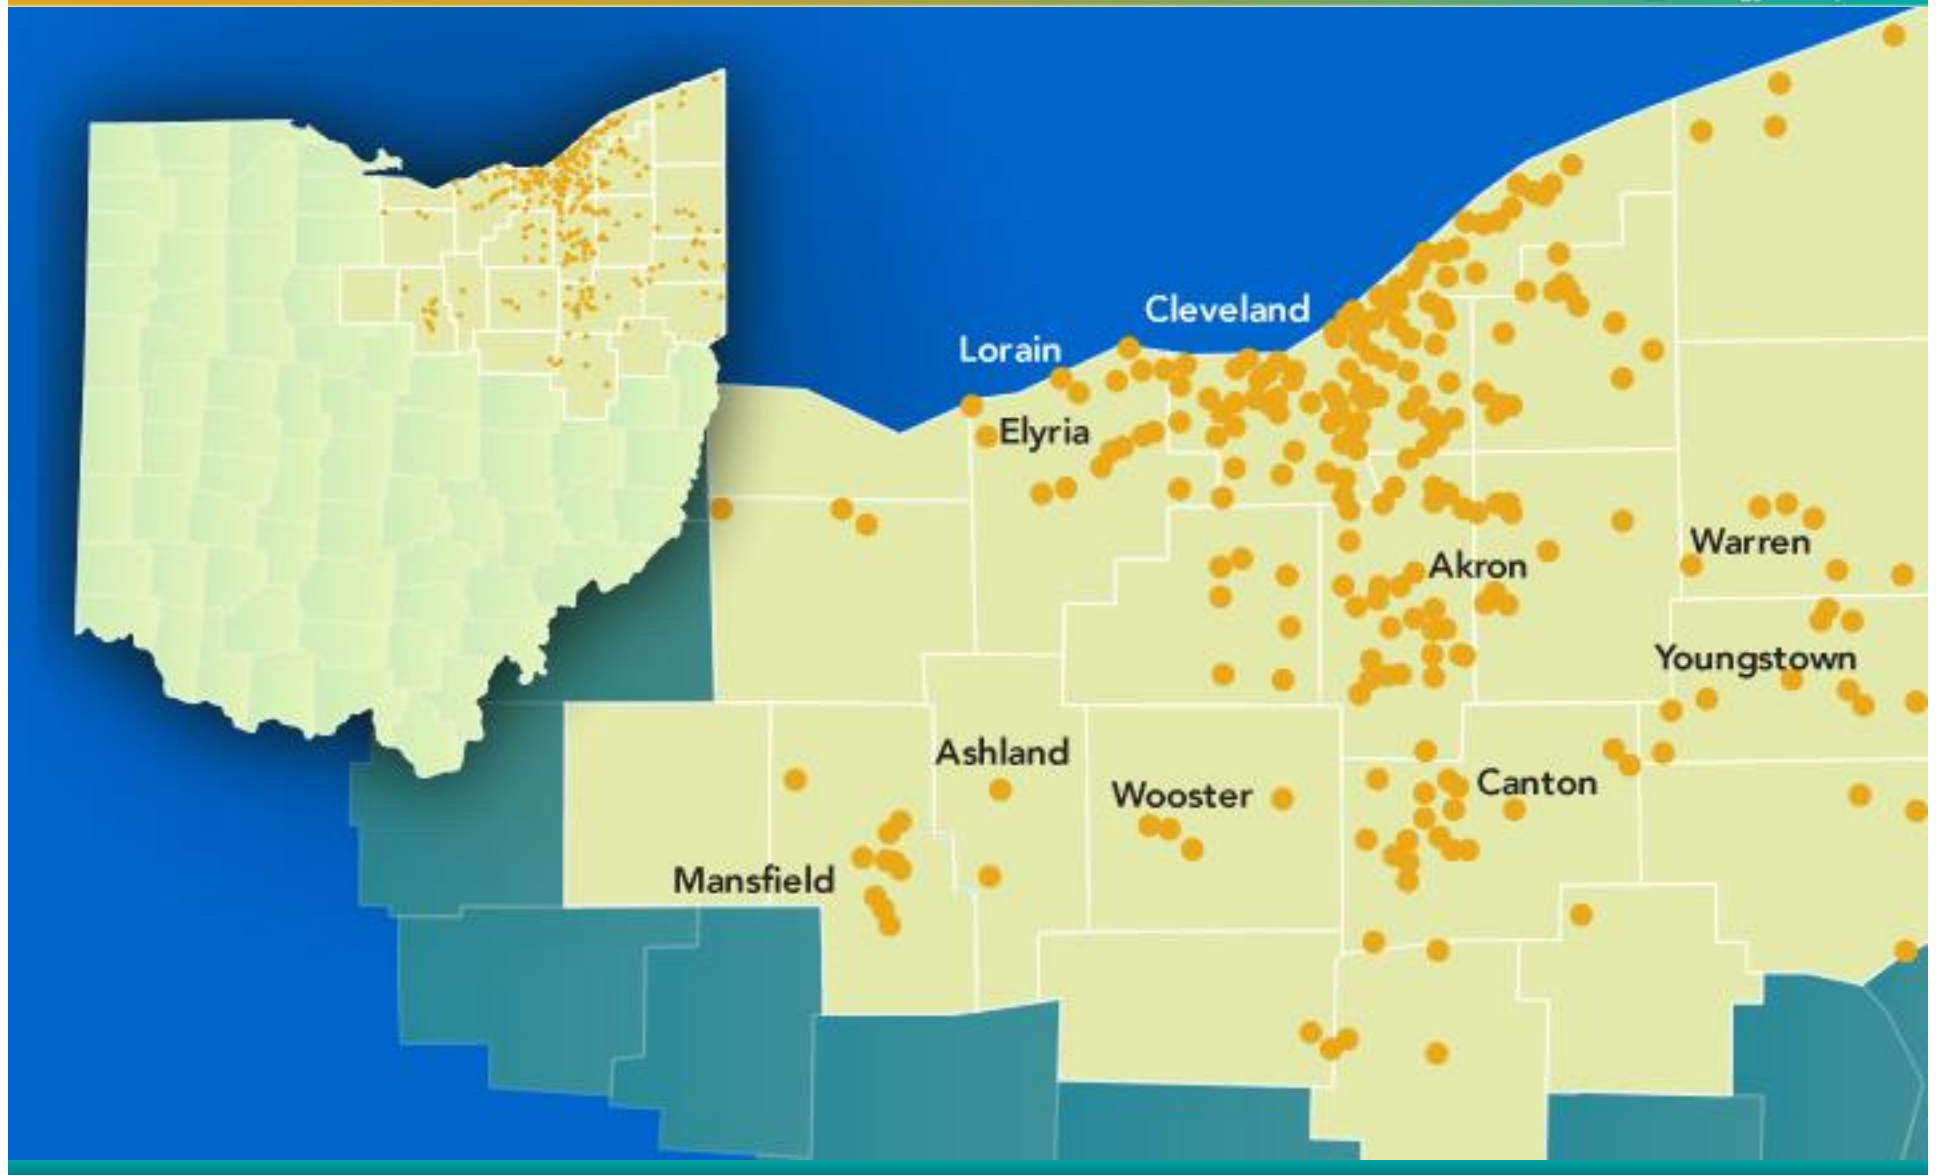 Cleveland
Lorain
Elyria
Warren
Akron
Youngstown
Ashland
Canton
Wooster
Mansfield